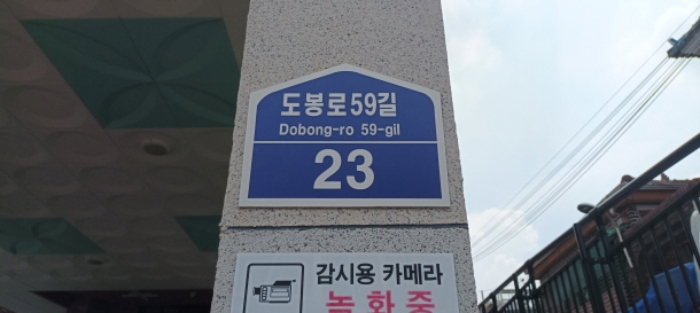 도봉로59길
Dobong-ro 59-gil
23
감시용 카메라
녹화중